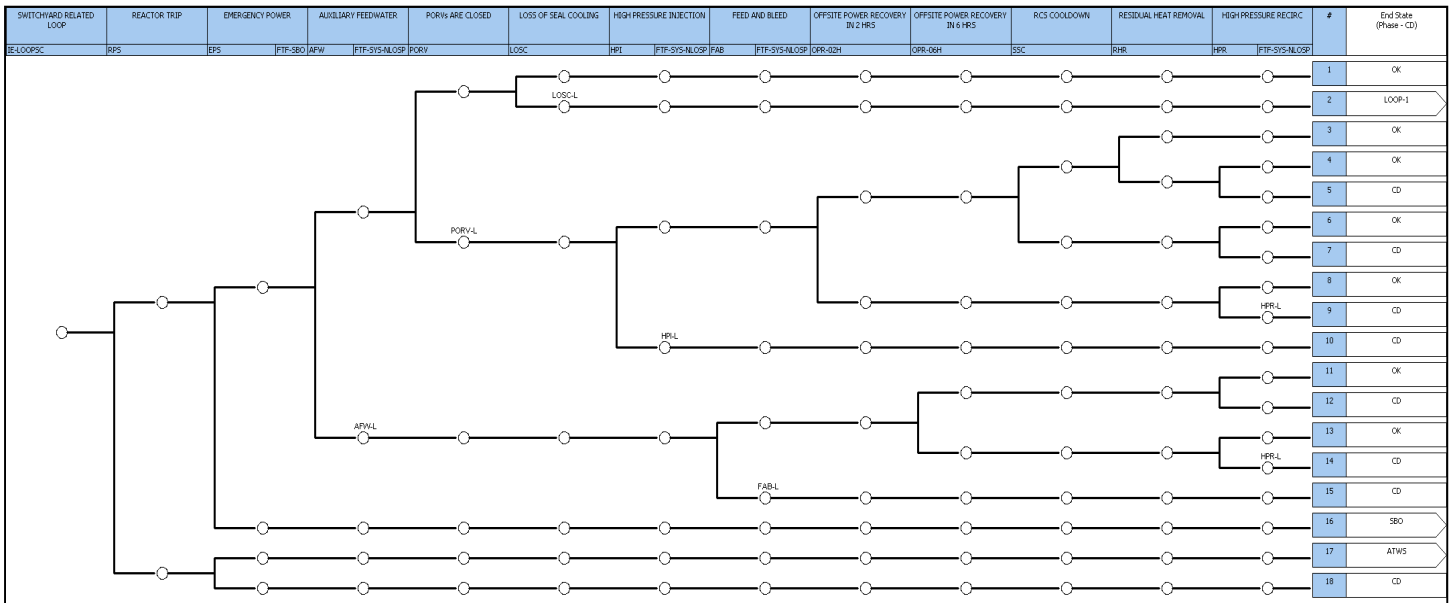 SWITCHYARD RELATED
LOOP
REACTOR TRIP
EMERGENCY POWER
AUXILIARY FEEDWATER
PORVs ARE CLOSED
LOSS OF SEAL COOLING
HIGH PRESSURE INJECTION
FEED AND BLEED
OFFSITE POWER RECOVERY
IN 2 HRS
OFFSITE POWER RECOVERY
IN 6 HRS
RCS COOLDOWN
RESIDUAL HEAT REMOVAL
HIGH PRESSURE RECIRC
#
End State
(Phase - CD)
IE-LOOPSC
RPS
EPS
FTF-SBO
AFW
FTF-SYS-NLOSP
PORV
LOSC
HPI
FTF-SYS-NLOSP
FAB
FTF-SYS-NLOSP
OPR-02H
OPR-06H
SSC
RHR
HPR
FTF-SYS-NLOSP
1 OK
LOSC-L
2 LOOP-1
3 OK
4 OK
5 CD
6 OK
PORV-L
7 CD
8 OK
HPR-L
9 CD
HPI-L
10 CD
11 OK
12 CD
AFW-L
13 OK
HPR-L
14 CD
FAB-L
15 CD
16 SBO
17 ATWS
18 CD